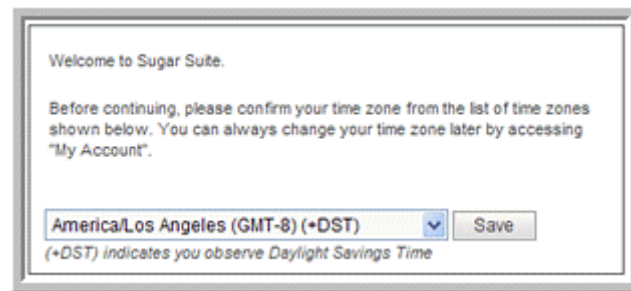 Welcome to Sugar Suite.
Before continuing, please confirm your time zone from the list of time zones
shown below. You can always change your time zone later by accessing
"My Account".
America/Los Angeles (GMT-8) (+DST) Save
(+DST) indicates you observe Daylight Savings Time